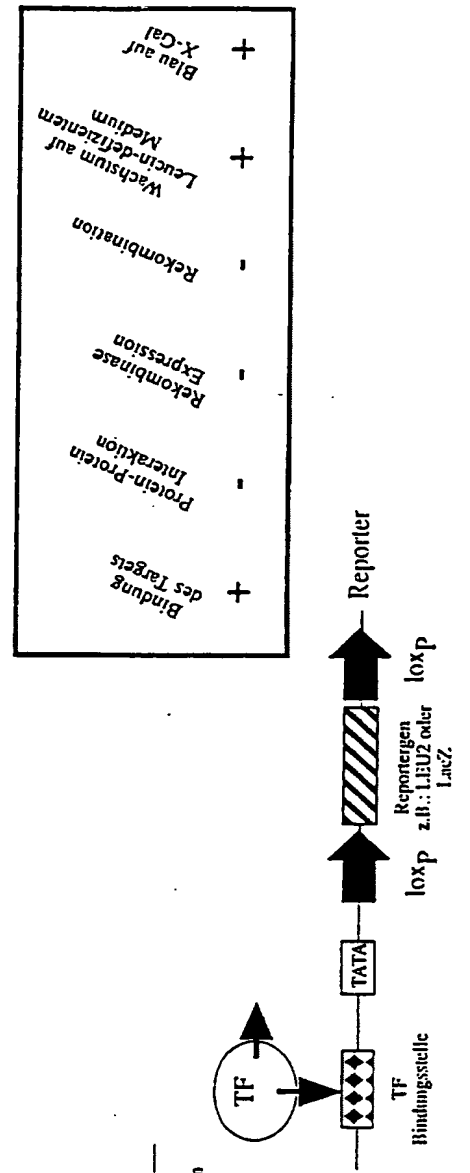 Bindung
des Targets
Protein-Protein
Interaktion
Rekombinase
Expression
Rekombination
Wachstum auf
Leucin-defizientem
Medium
Blau auf
X-Gal
+ - - - + +
TF
TATA
Reporter
TF
Bindungsstelle
loxP
Reportergen
z.B.: LEU2 oder
LacZ
loxP